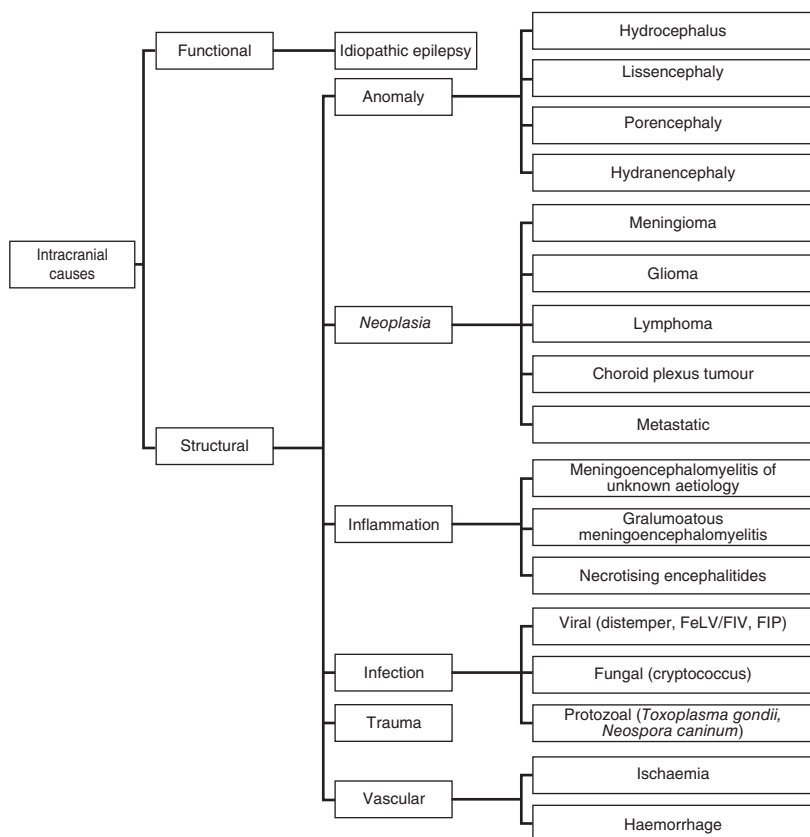 Intracranial
causes
Functional
Idiopathic epilepsy
Structural
Anomaly
Hydrocephalus
Lissencephaly
Porencephaly
Hydranencephaly
Neoplasia
Meningioma
Glioma
Lymphoma
Choroid plexus tumour
Metastatic
Inflammation
Meningoencephalomyelitis of
unknown aetiology
Gralumoatous
meningoencephalomyelitis
Necrotising encephalitides
Infection
Viral (distemper, FeLV/FIV, FIP)
Fungal (cryptococcus)
Protozoal (Toxoplasma gondii,
Neospora caninum)
Trauma
Vascular
Ischaemia
Haemorrhage